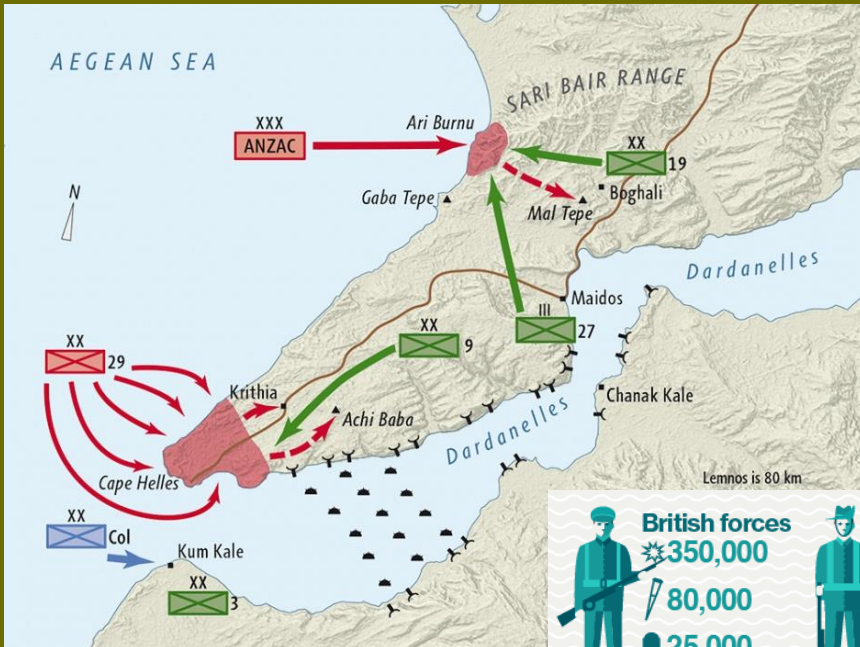 AEGEAN SEA
SARI BAIR RANGE
XXX
Ari Burnu
ANZAC
XX
19
Boghali
N
Gaba Tepe
Mal Tepe
Dardanelles
Maidos
III
27
XX
9
XX
29
Krithia
Chanak Kale
Achi Baba
Dardanelles
Cape Helles
Lemnos is 80 km
XX
Col
Kum Kale
XX
3
British forces
350,000
80,000
25,000